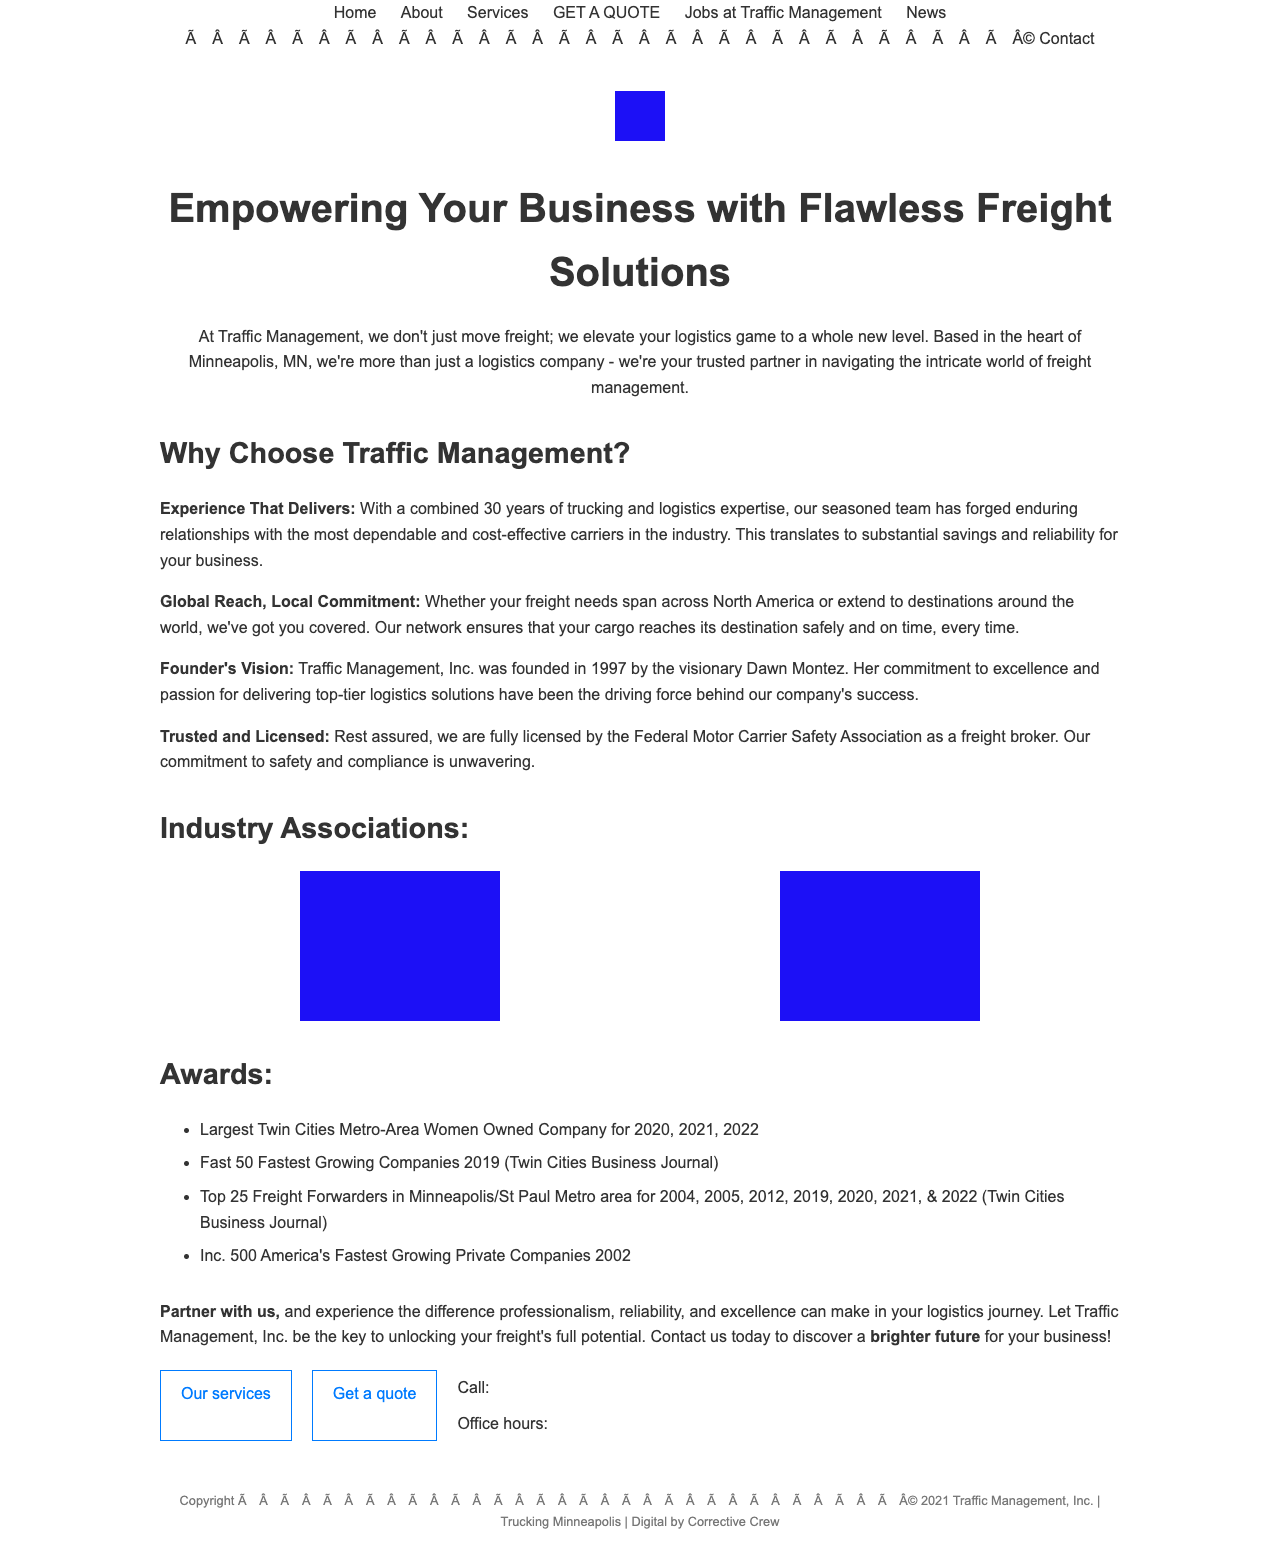 Home About Services GET A QUOTE Jobs at Traffic Management News
Ã Â Ã Â Ã Â Ã Â Ã Â Ã Â Ã Â Ã Â Ã Â Ã Â Ã Â Ã Â Ã Â Ã Â Ã Â Ã Â© Contact
Empowering Your Business with Flawless Freight
Solutions
At Traffic Management, we don't just move freight; we elevate your logistics game to a whole new level. Based in the heart of
Minneapolis, MN, we're more than just a logistics company - we're your trusted partner in navigating the intricate world of freight
management.
Why Choose Traffic Management?
Experience That Delivers: With a combined 30 years of trucking and logistics expertise, our seasoned team has forged enduring
relationships with the most dependable and cost-effective carriers in the industry. This translates to substantial savings and reliability for
your business.
Global Reach, Local Commitment: Whether your freight needs span across North America or extend to destinations around the
world, we've got you covered. Our network ensures that your cargo reaches its destination safely and on time, every time.
Founder's Vision: Traffic Management, Inc. was founded in 1997 by the visionary Dawn Montez. Her commitment to excellence and
passion for delivering top-tier logistics solutions have been the driving force behind our company's success.
Trusted and Licensed: Rest assured, we are fully licensed by the Federal Motor Carrier Safety Association as a freight broker. Our
commitment to safety and compliance is unwavering.
Industry Associations:
Awards:
• Largest Twin Cities Metro-Area Women Owned Company for 2020, 2021, 2022
• Fast 50 Fastest Growing Companies 2019 (Twin Cities Business Journal)
• Top 25 Freight Forwarders in Minneapolis/St Paul Metro area for 2004, 2005, 2012, 2019, 2020, 2021, & 2022 (Twin Cities
Business Journal)
• Inc. 500 America's Fastest Growing Private Companies 2002
Partner with us, and experience the difference professionalism, reliability, and excellence can make in your logistics journey. Let Traffic
Management, Inc. be the key to unlocking your freight's full potential. Contact us today to discover a brighter future for your business!
Our services Get a quote Call:
Office hours:
Copyright Ã Â Ã Â Ã Â Ã Â Ã Â Ã Â Ã Â Ã Â Ã Â Ã Â Ã Â Ã Â Ã Â Ã Â Ã Â Ã Â© 2021 Traffic Management, Inc. |
Trucking Minneapolis | Digital by Corrective Crew